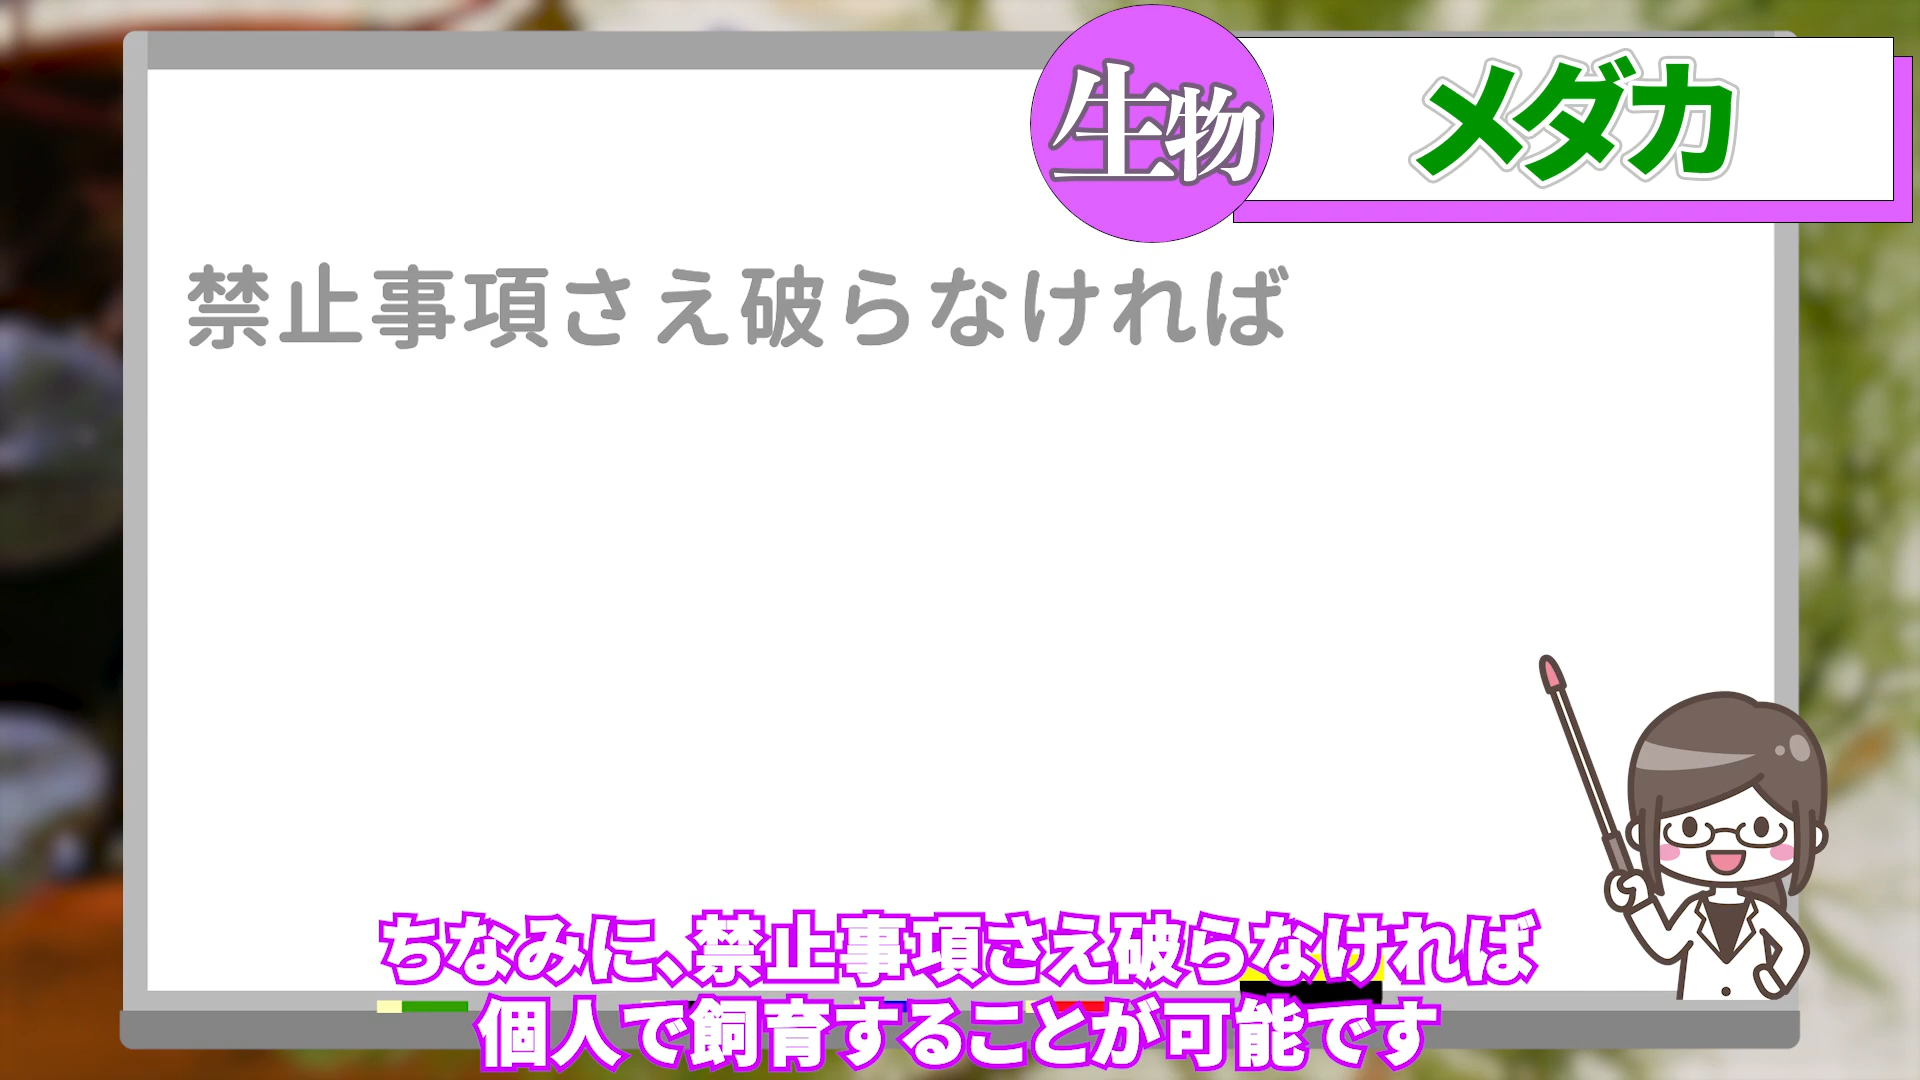 生物
メダカ
禁止事項さえ破らなければ
ちなみに、禁止事項さえ破らなければ
個人で飼育することが可能です